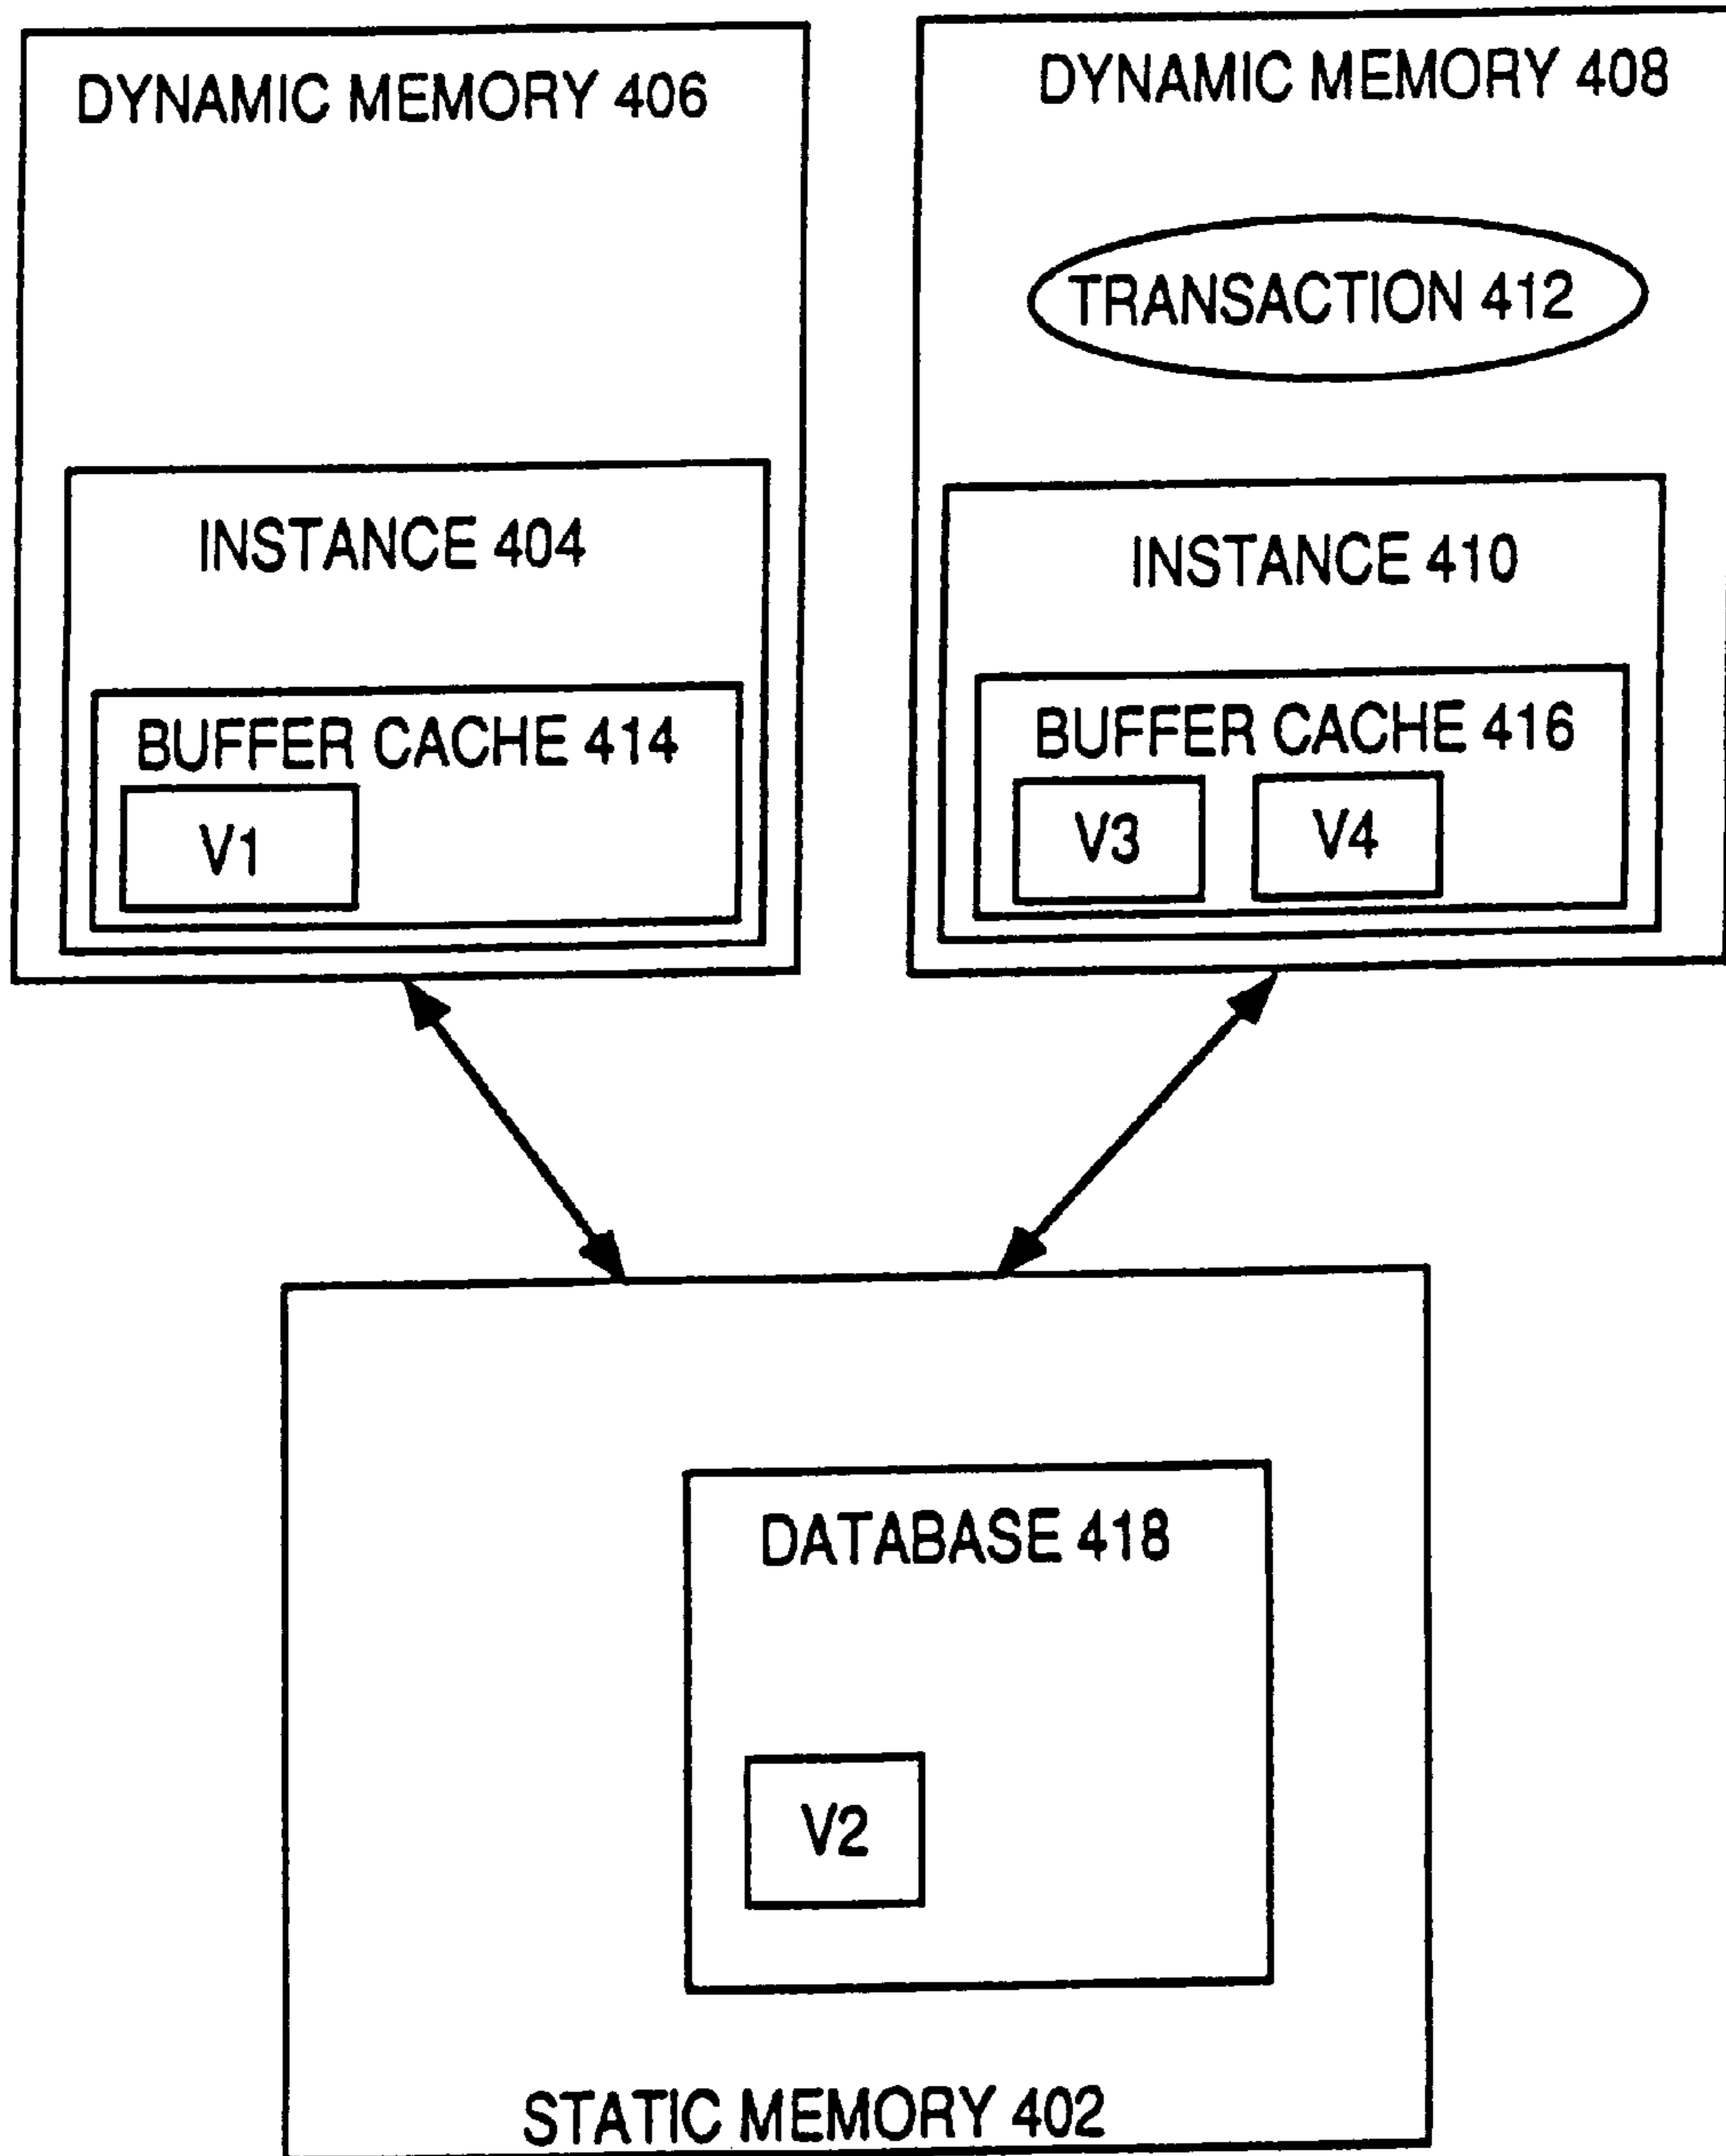 DYNAMIC MEMORY 406
INSTANCE 404
BUFFER CACHE 414
V1
DYNAMIC MEMORY 408
TRANSACTION 412
INSTANCE 410
BUFFER CACHE 416
V3
V4
DATABASE 418
V2
STATIC MEMORY 402